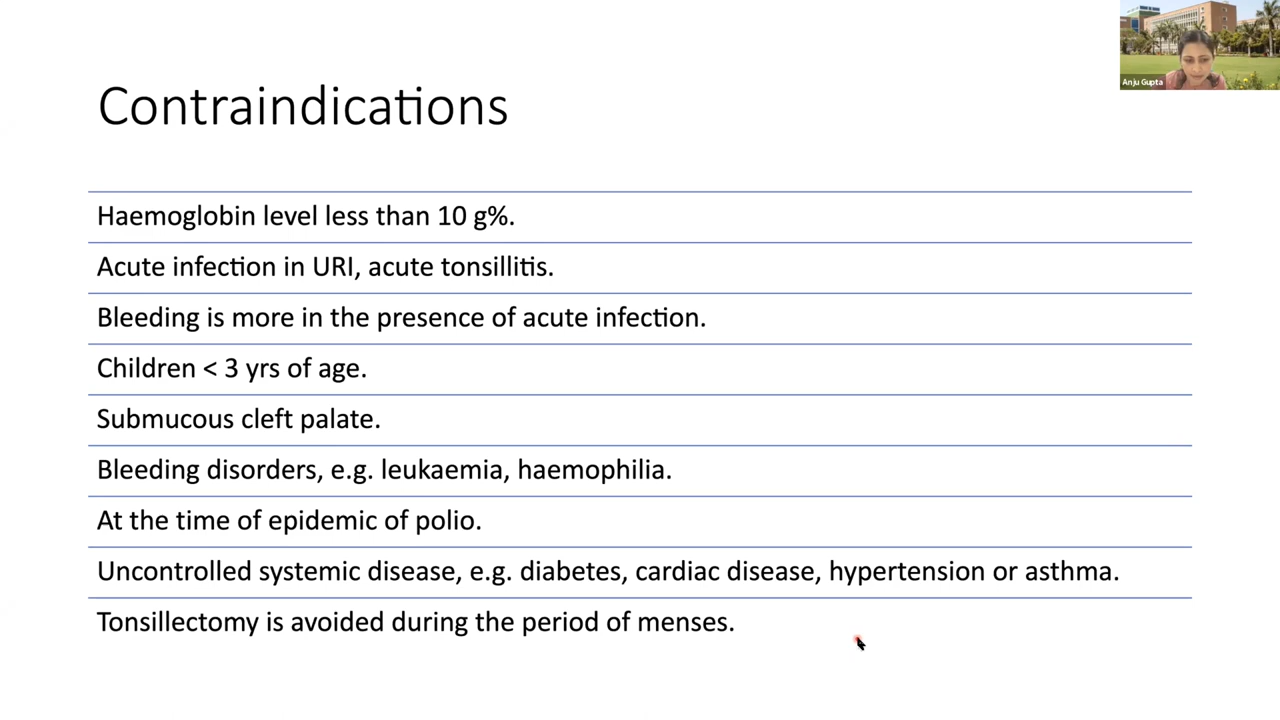 Anju Gupta
Contraindications
Haemoglobin level less than 10 g%.
Acute infection in URI, acute tonsillitis.
Bleeding is more in the presence of acute infection.
Children < 3 yrs of age.
Submucous cleft palate.
Bleeding disorders, e.g. leukaemia, haemophilia.
At the time of epidemic of polio.
Uncontrolled systemic disease, e.g. diabetes, cardiac disease, hypertension or asthma.
Tonsillectomy is avoided during the period of menses.